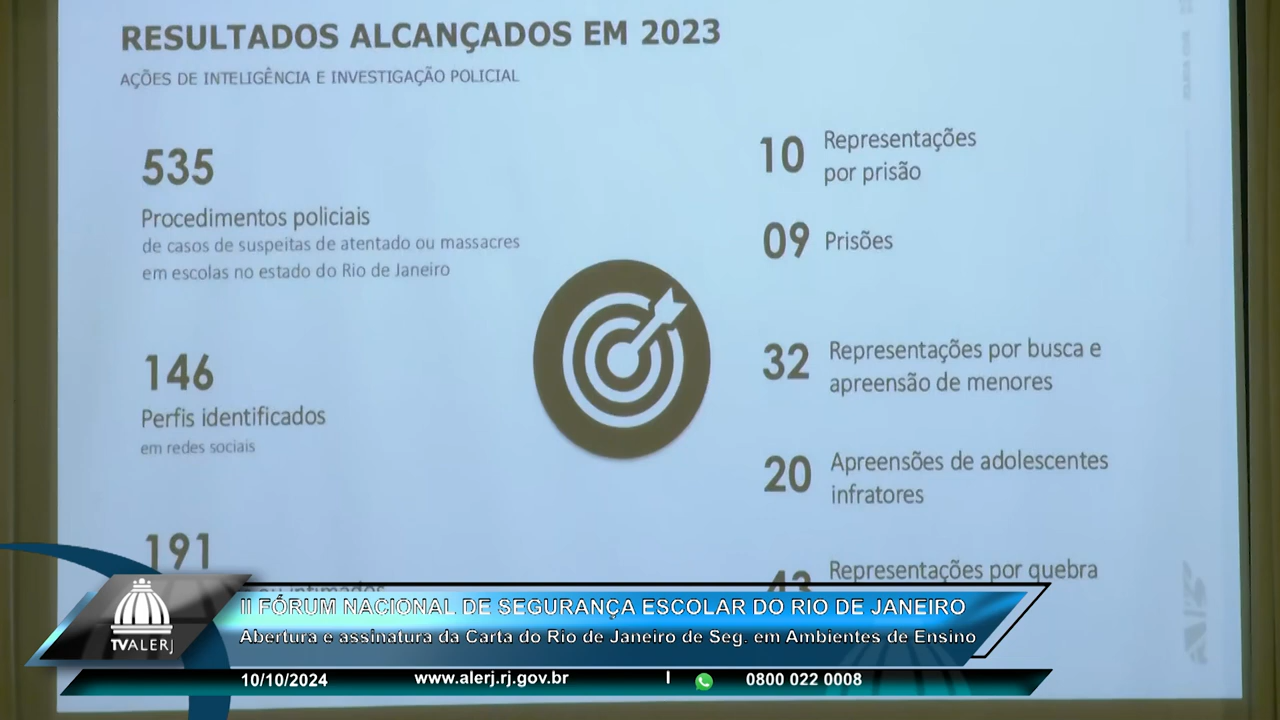 RESULTADOS ALCANÇADOS EM 2023
AÇÕES DE INTELIGÊNCIA E INVESTIGAÇÃO POLICIAL
535
Procedimentos policiais
de casos de suspeitas de atentado ou massacres
em escolas no estado do Rio de Janeiro
146
Perfis identificados
em redes sociais
191
10 Representações
por prisão
09 Prisões
32 Representações por busca e
apreensão de menores
20 Apreensões de adolescentes
infratores
43 Representações por quebra
TVALERJ
II FÓRUM NACIONAL DE SEGURANÇA ESCOLAR DO RIO DE JANEIRO
Abertura e assinatura da Carta do Rio de Janeiro de Seg. em Ambientes de Ensino
10/10/2024 www.alerj.rj.gov.br | 0800 022 0008